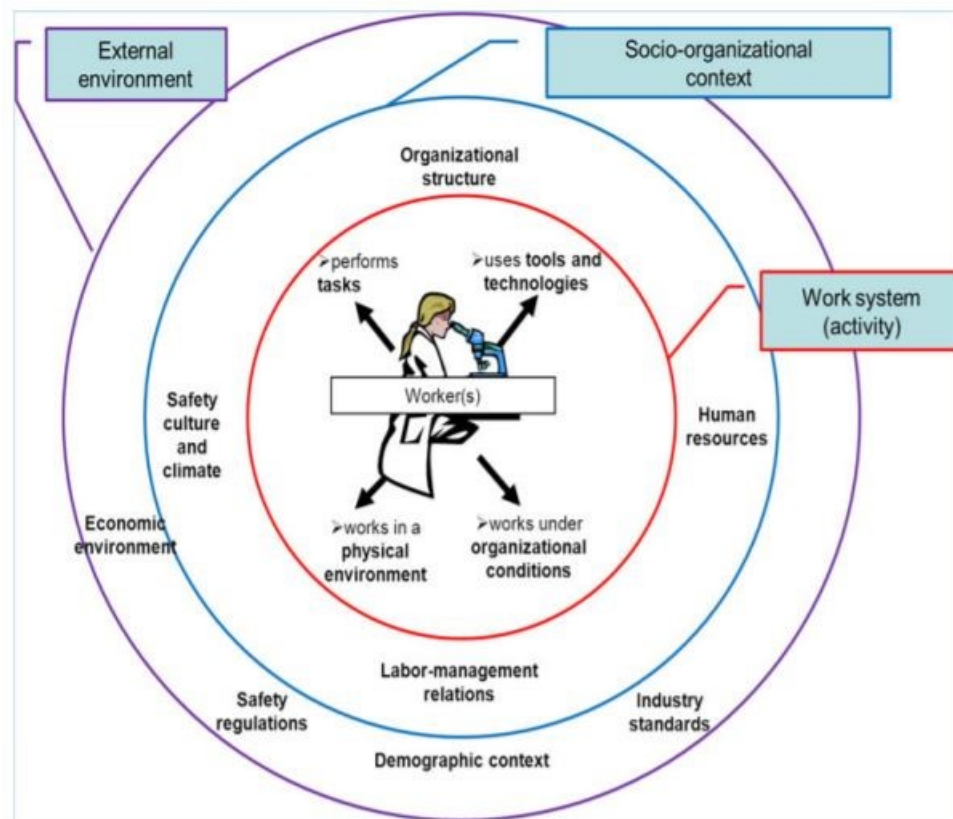 External
environment
Socio-organizational
context
Organizational
structure
➢performs
tasks
➢uses tools and
technologies
Work system
(activity)
Worker(s)
Safety
culture
and
climate
Human
resources
Economic
environment
➢works in a
physical
environment
➢works under
organizational
conditions
Labor-management
relations
Safety
regulations
Industry
standards
Demographic context